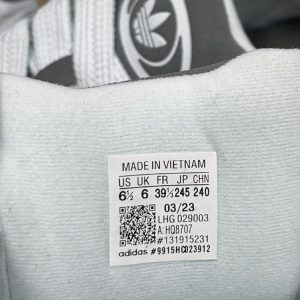 MADE IN VIETNAM
US UK FR JP CHN
6½ 6 39⅓ 245 240
03/23
LHG 029003
A:HQ8707
#131915231
adidas #9915HC023912